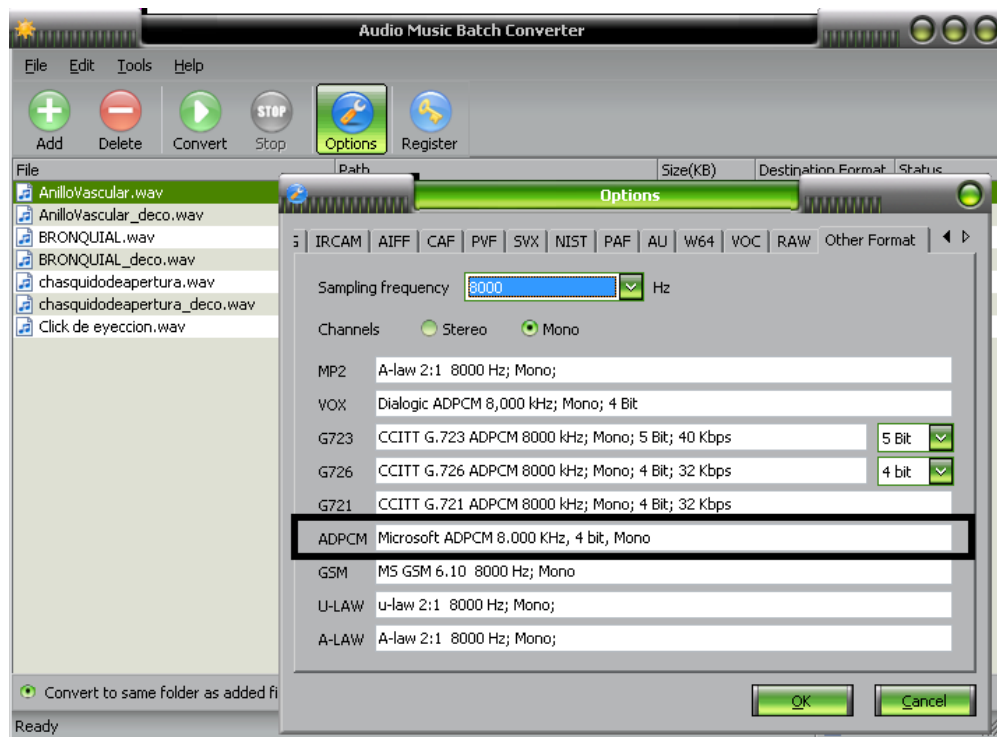 Audio Music Batch Converter
File Edit Tools Help
STOP
Add Delete Convert Stop Options Register
File Path Size(KB) Destination Format Status
AnilloVascular.wav
AnilloVascular_deco.wav
BRONQUIAL.wav
BRONQUIAL_deco.wav
chasquidodeapertura.wav
chasquidodeapertura_deco.wav
Click de eyeccion.wav
Options
IRCAM AIFF CAF PVF SVX NIST PAF AU W64 VOC RAW Other Format
Sampling frequency 8000 Hz
Channels Stereo Mono
MP2 A-law 2:1 8000 Hz; Mono;
VOX Dialogic ADPCM 8,000 kHz; Mono; 4 Bit
G723 CCITT G.723 ADPCM 8000 kHz; Mono; 5 Bit; 40 Kbps 5 Bit
G726 CCITT G.726 ADPCM 8000 kHz; Mono; 4 Bit; 32 Kbps 4 bit
G721 CCITT G.721 ADPCM 8000 kHz; Mono; 4 Bit; 32 Kbps
ADPCM Microsoft ADPCM 8.000 KHz, 4 bit, Mono
GSM MS GSM 6.10 8000 Hz; Mono
U-LAW u-law 2:1 8000 Hz; Mono;
A-LAW A-law 2:1 8000 Hz; Mono;
Convert to same folder as added fi
OK Cancel
Ready